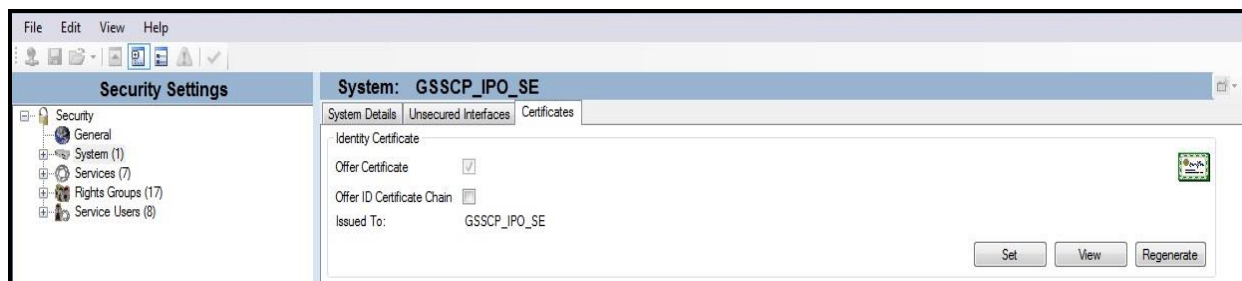 File Edit View Help
Security Settings
System: GSSCP_IPO_SE
Security
General
System (1)
Services (7)
Rights Groups (17)
Service Users (8)
System Details Unsecured Interfaces Certificates
Identity Certificate
Offer Certificate
Offer ID Certificate Chain
Issued To: GSSCP_IPO_SE
Set View Regenerate